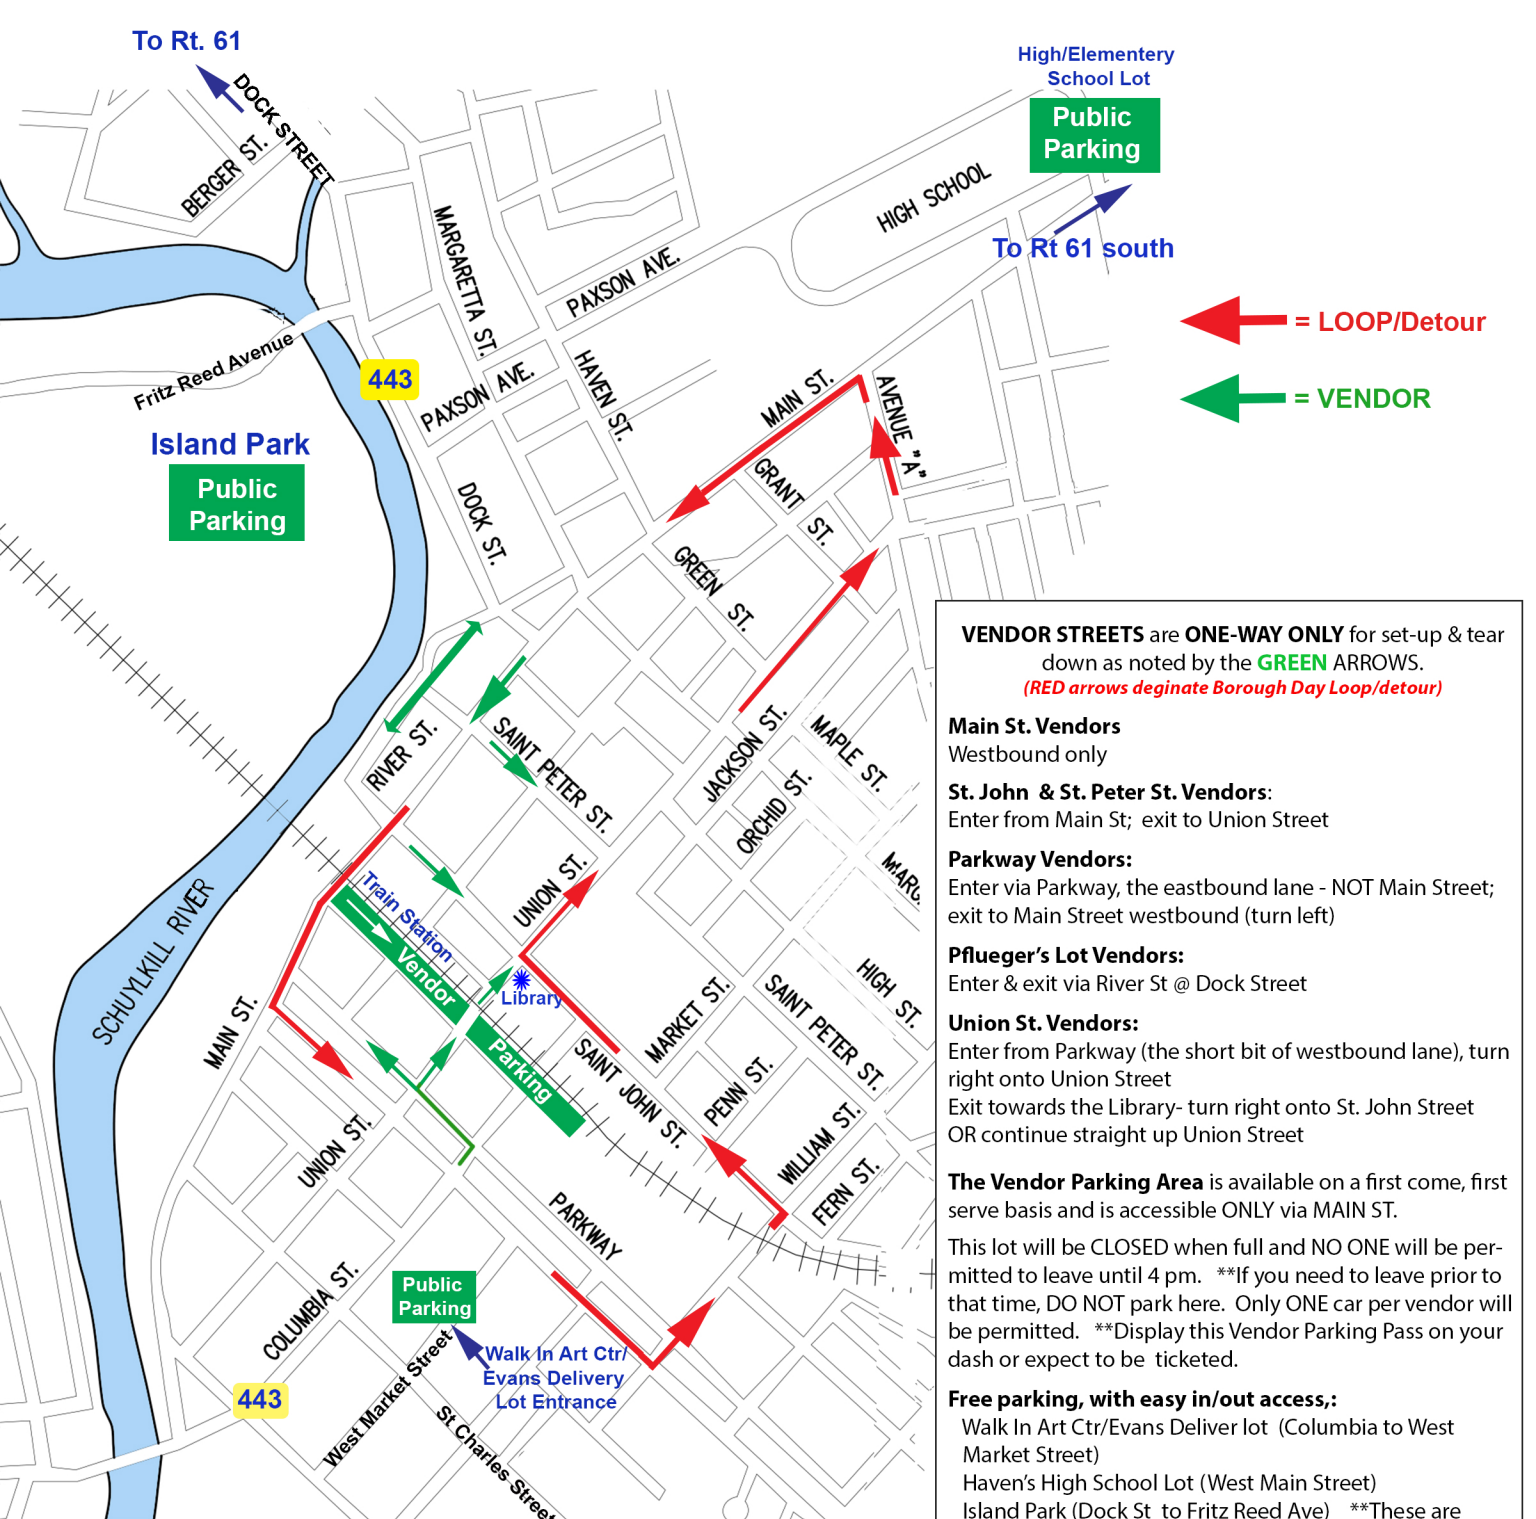 To Rt. 61
DOCK STREET
BERGER ST.
High/Elementery
School Lot
Public
Parking
HIGH SCHOOL
To Rt 61 south
MARGARETTA ST.
PAXSON AVE.
Fritz Reed Avenue
443
PAXSON AVE.
HAVEN ST.
MAIN ST.
AVENUE "A"
= LOOP/Detour
= VENDOR
Island Park
Public
Parking
DOCK ST.
GRANT ST.
GREEN ST.
RIVER ST.
SAINT PETER ST.
JACKSON ST.
MAPLE ST.
ORCHID ST.
UNION ST.
Train Station
Vendor
Parking
Library
SCHUYLKILL RIVER
MAIN ST.
MARKET ST.
SAINT PETER ST.
HIGH ST.
SAINT JOHN ST.
PENN ST.
WILLIAM ST.
FERN ST.
UNION ST.
PARKWAY
COLUMBIA ST.
Public
Parking
Walk In Art Ctr/
Evans Delivery
Lot Entrance
443
West Market Street
St Charles Street
VENDOR STREETS are ONE-WAY ONLY for set-up & tear
down as noted by the GREEN ARROWS.
(RED arrows deginate Borough Day Loop/detour)
Main St. Vendors
Westbound only
St. John & St. Peter St. Vendors:
Enter from Main St; exit to Union Street
Parkway Vendors:
Enter via Parkway, the eastbound lane - NOT Main Street;
exit to Main Street westbound (turn left)
Pflueger's Lot Vendors:
Enter & exit via River St @ Dock Street
Union St. Vendors:
Enter from Parkway (the short bit of westbound lane), turn
right onto Union Street
Exit towards the Library- turn right onto St. John Street
OR continue straight up Union Street
The Vendor Parking Area is available on a first come, first
serve basis and is accessible ONLY via MAIN ST.
This lot will be CLOSED when full and NO ONE will be per-
mitted to leave until 4 pm. **If you need to leave prior to
that time, DO NOT park here. Only ONE car per vendor will
be permitted. **Display this Vendor Parking Pass on your
dash or expect to be ticketed.
Free parking, with easy in/out access,:
Walk In Art Ctr/Evans Deliver lot (Columbia to West
Market Street)
Haven's High School Lot (West Main Street)
Island Park (Dock St to Fritz Reed Ave) **These are